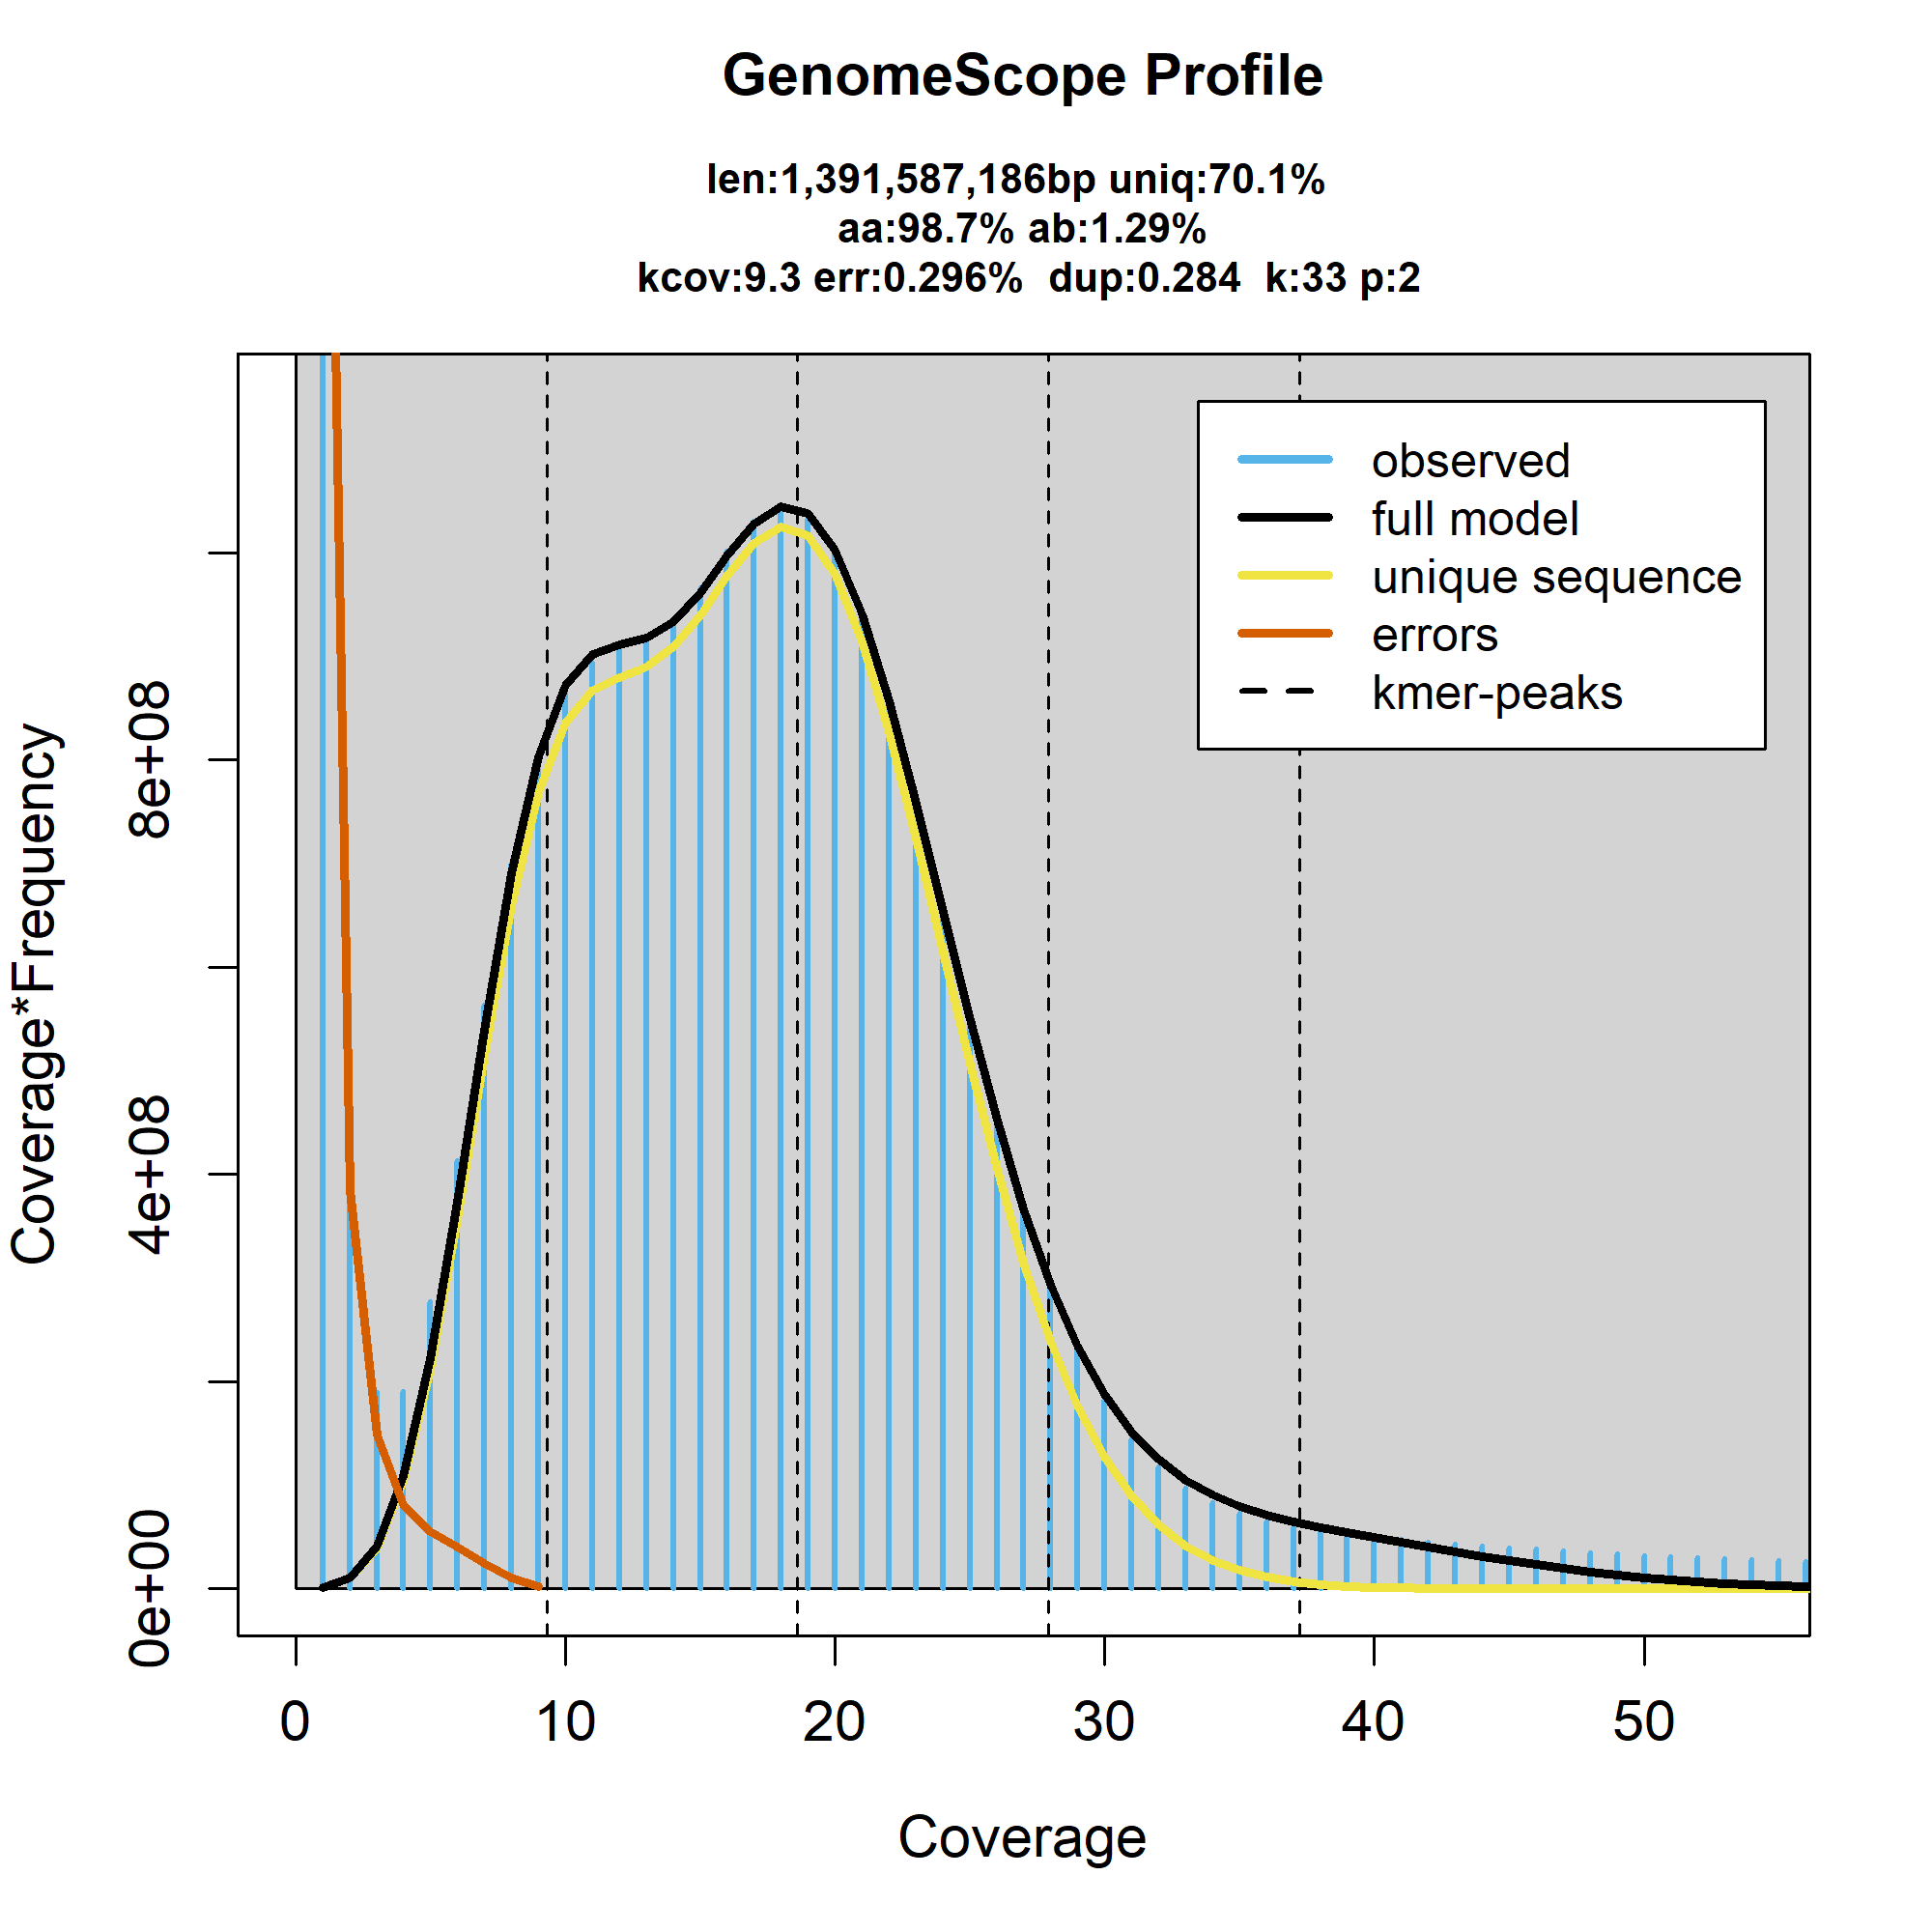 GenomeScope Profile
len:1,391,587,186bp uniq:70.1%
aa:98.7% ab:1.29%
kcov:9.3 err:0.296%  dup:0.284  k:33 p:2
observed
full model
unique sequence
errors
kmer-peaks
Coverage*Frequency
8e+08
4e+08
0e+00
0 10 20 30 40 50
Coverage